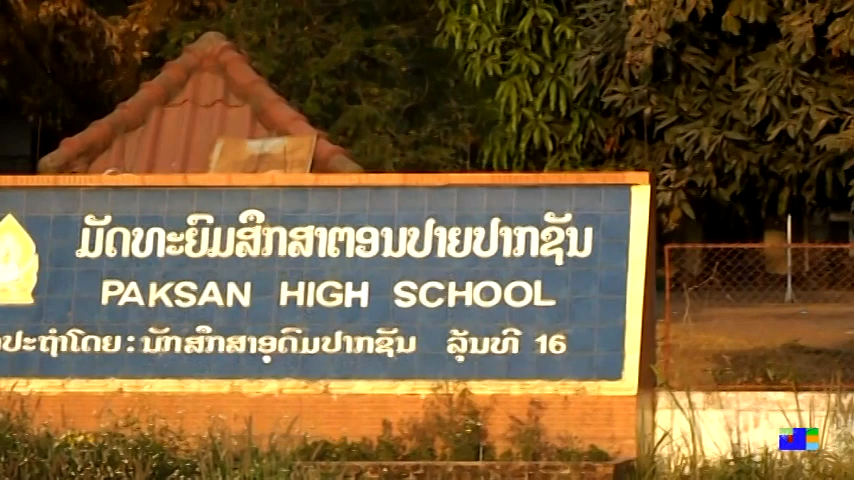 ມັດທະຍົມສຶກສາຕອນປາຍປາກຊັນ
PAKSAN HIGH SCHOOL
ປະຖຳໂດຍ: ນັກສຶກສາອຸດົມປາກຊັນ ລຸ້ນທີ 16